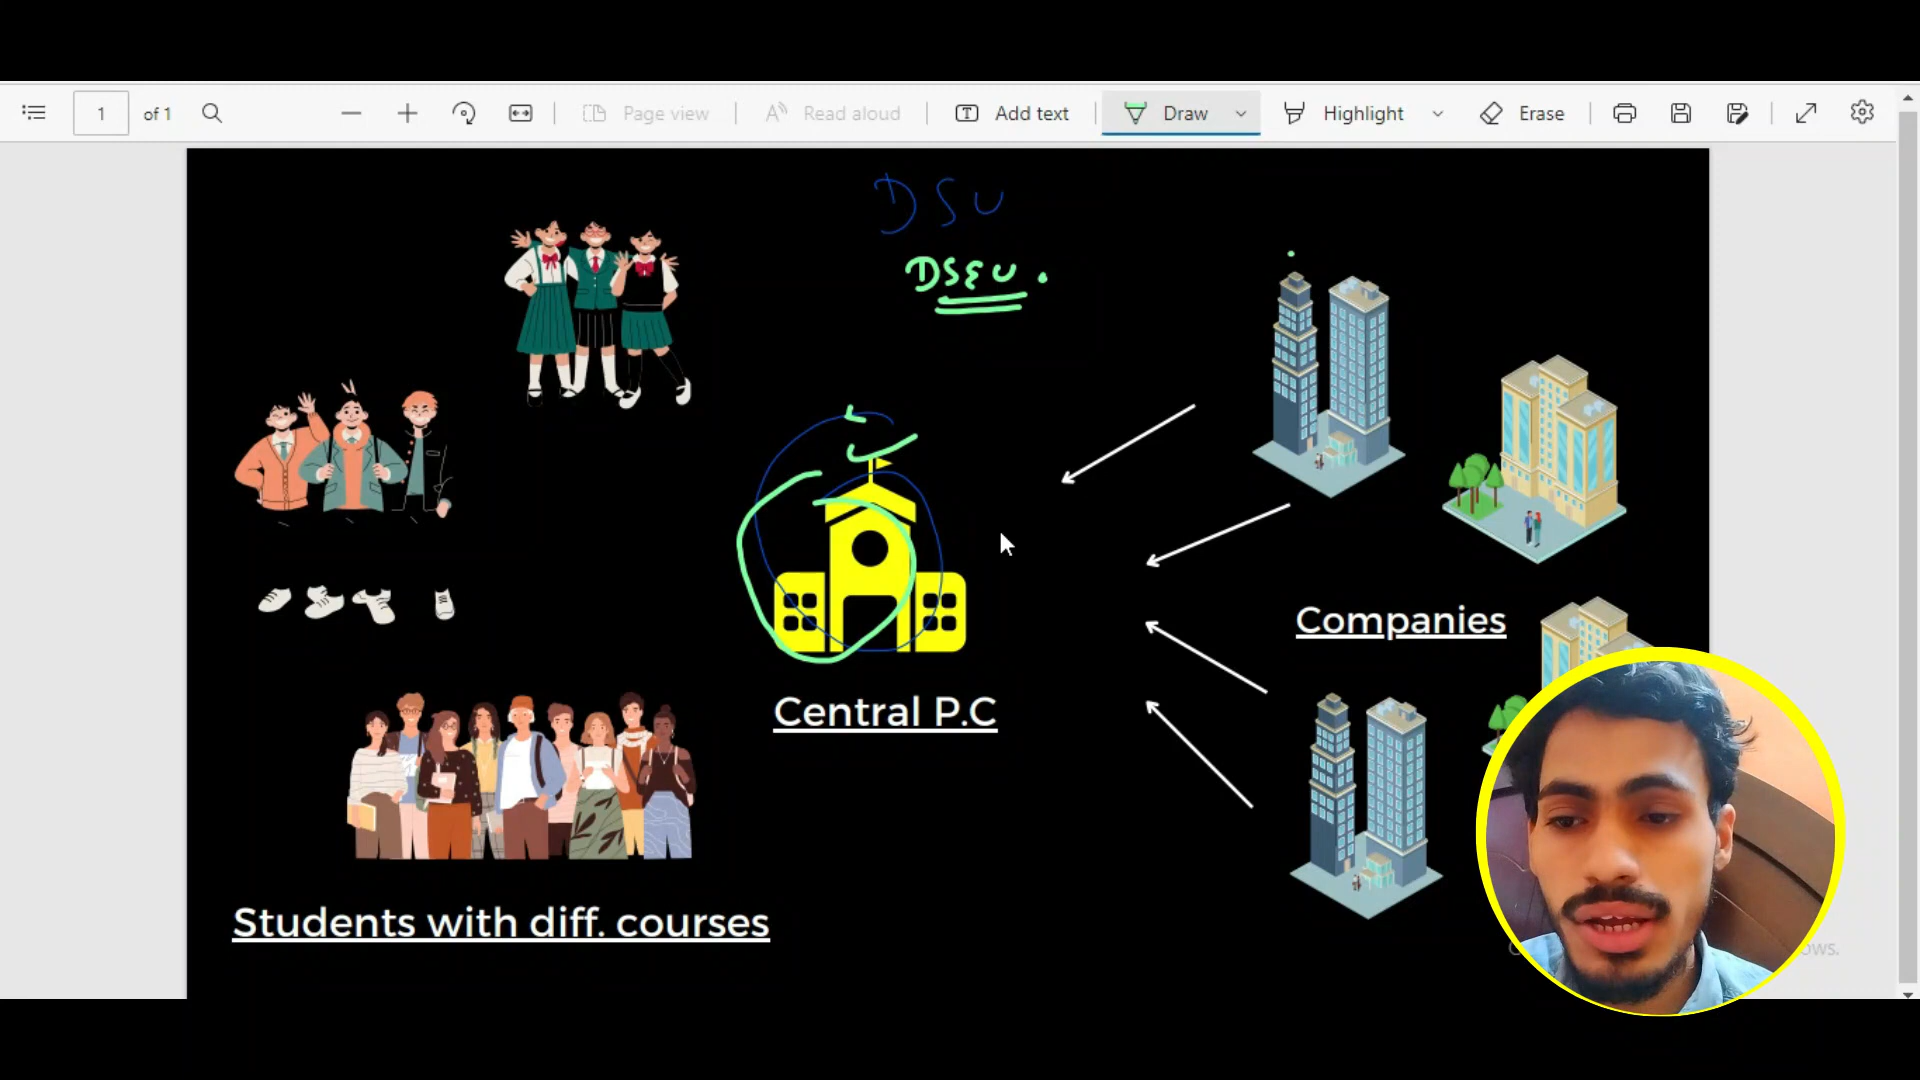 1 of 1 Page view Read aloud Add text Draw Highlight Erase
DSU
DSEU.
Companies
Central P.C
Students with diff. courses